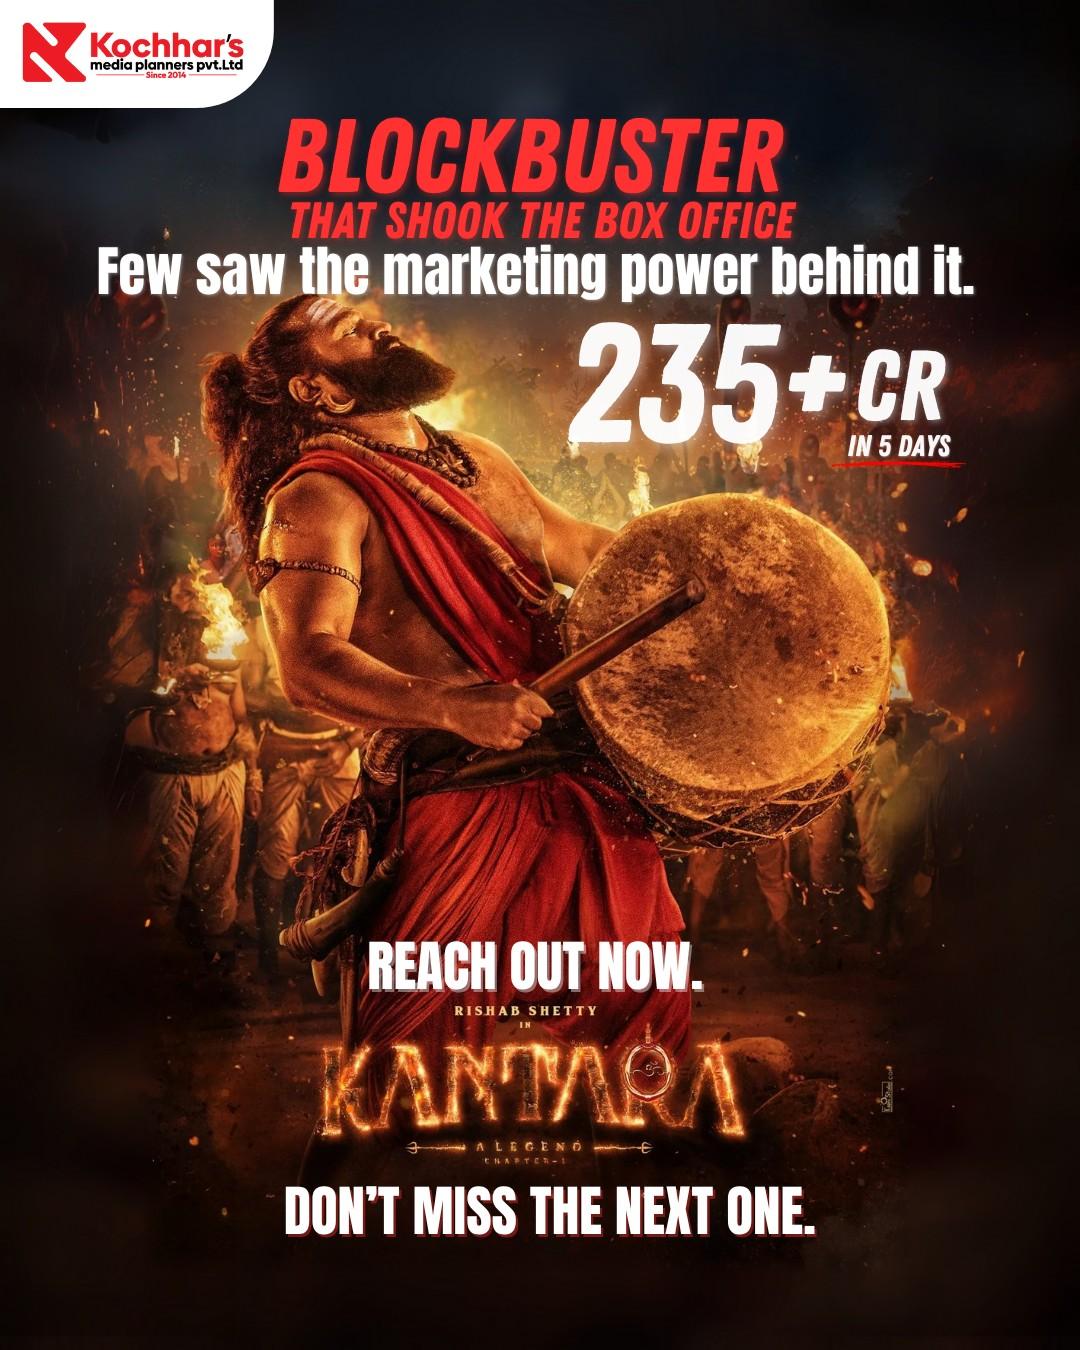 Kochhar's
media planners pvt.Ltd
Since 2014
BLOCKBUSTER
THAT SHOOK THE BOX OFFICE
Few saw the marketing power behind it.
235+ CR
IN 5 DAYS
REACH OUT NOW.
RISHAB SHETTY
IN
KANTARA
A LEGEND
CHAPTER-1
DON'T MISS THE NEXT ONE.